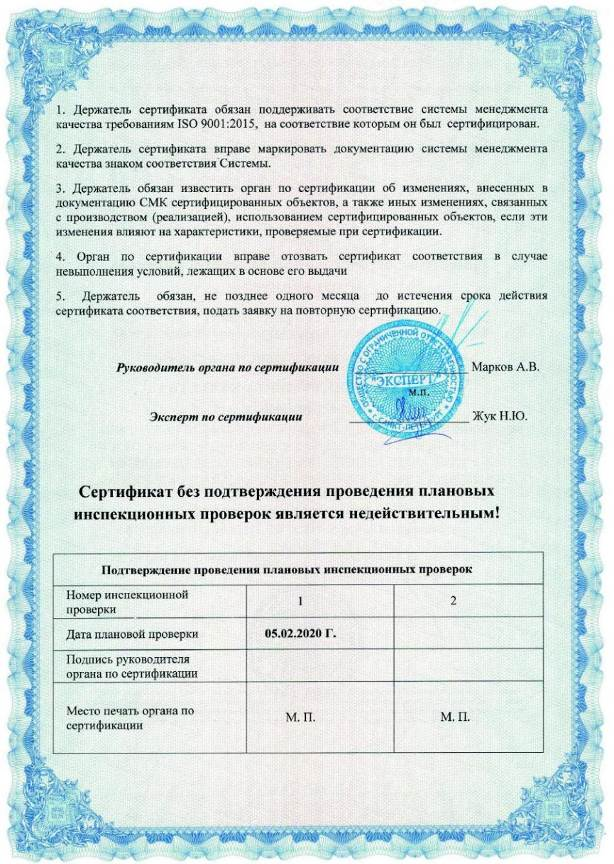 1. Держатель сертификата обязан поддерживать соответствие системы менеджмента
качества требованиям ISO 9001:2015, на соответствие которым он был сертифицирован.
2. Держатель сертификата вправе маркировать документацию системы менеджмента
качества знаком соответствия Системы.
3. Держатель обязан известить орган по сертификации об изменениях, внесенных в
документацию СМК сертифицированных объектов, а также иных изменениях, связанных
с производством (реализацией), использованием сертифицированных объектов, если эти
изменения влияют на характеристики, проверяемые при сертификации.
4. Орган по сертификации вправе отозвать сертификат соответствия в случае
невыполнения условий, лежащих в основе его выдачи
5. Держатель обязан, не позднее одного месяца до истечения срока действия
сертификата соответствия, подать заявку на повторную сертификацию.
ОБЩЕСТВО С ОГРАНИЧЕННОЙ ОТВЕТСТВЕННОСТЬЮ
Руководитель органа по сертификации Марков А.В.
"ЭКСПЕРТ"
М.П.
Эксперт по сертификации Жук Н.Ю.
Сертификат без подтверждения проведения плановых
инспекционных проверок является недействительным!
Подтверждение проведения плановых инспекционных проверок
Номер инспекционной
проверки 1 2
Дата плановой проверки 05.02.2020 Г.
Подпись руководителя
органа по сертификации
Место печать органа по
сертификации М. П. М. П.